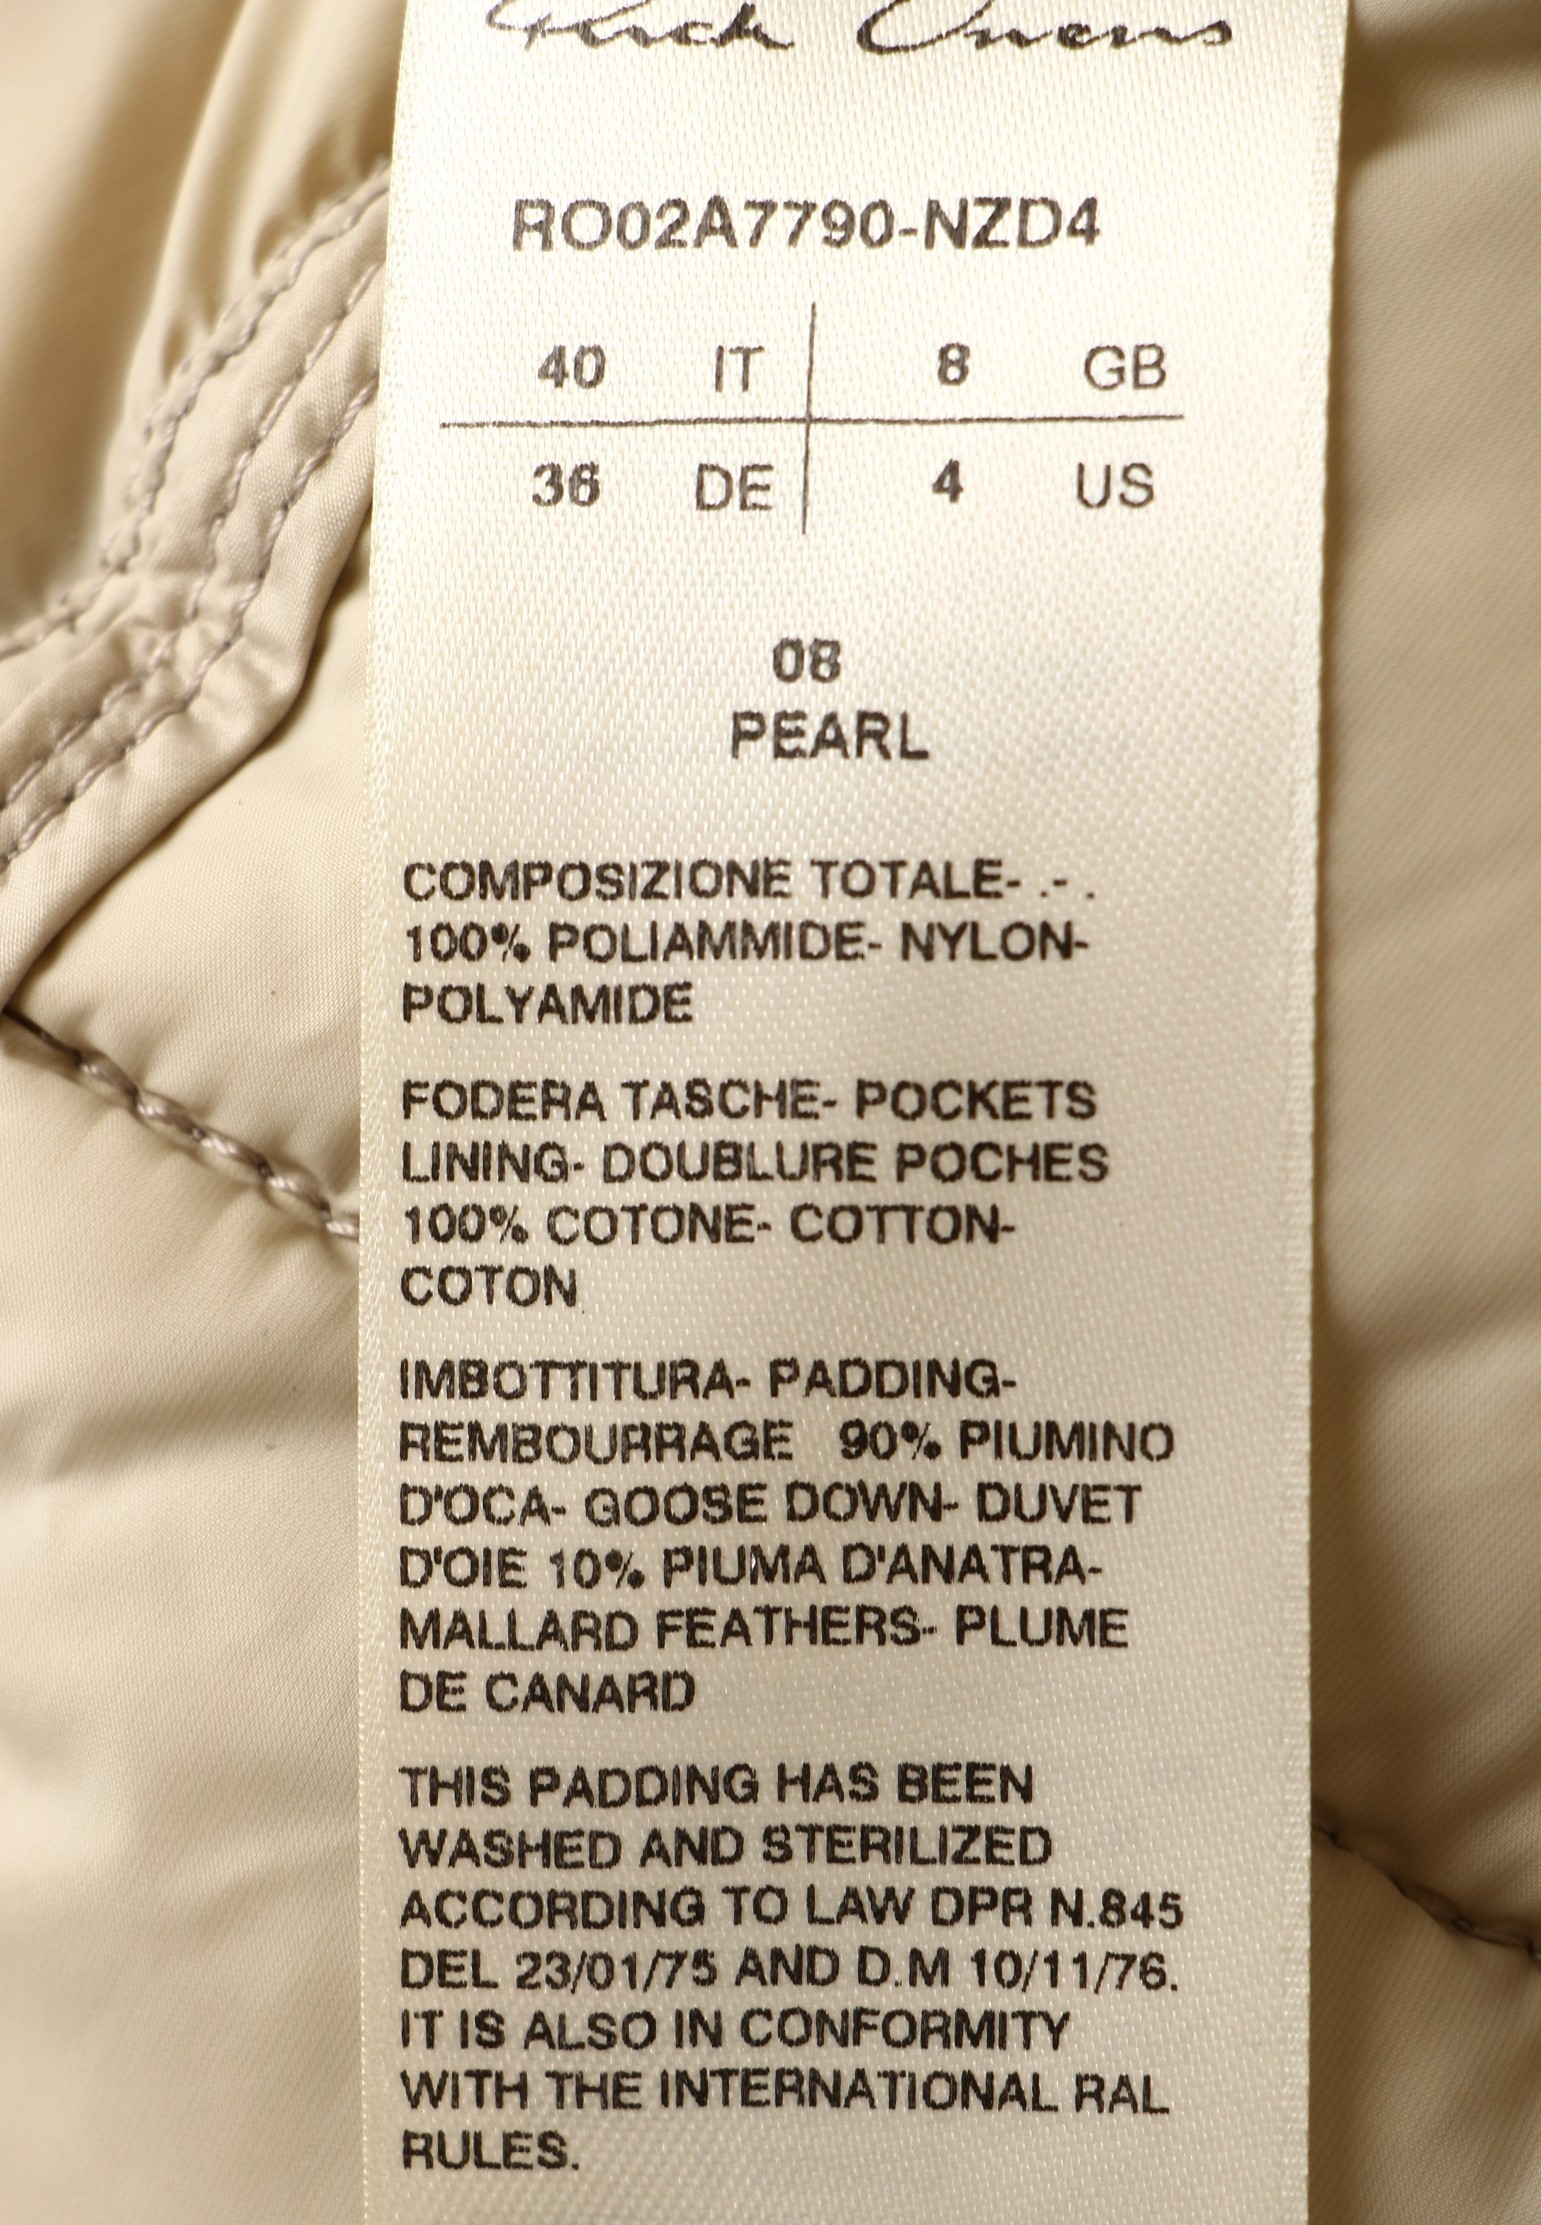 Rick Owens
RO02A7790-NZD4
40 IT 8 GB
36 DE 4 US
08
PEARL
COMPOSIZIONE TOTALE- .- .
100% POLIAMMIDE- NYLON-
POLYAMIDE
FODERA TASCHE- POCKETS
LINING- DOUBLURE POCHES
100% COTONE- COTTON-
COTON
IMBOTTITURA- PADDING-
REMBOURRAGE 90% PIUMINO
D'OCA- GOOSE DOWN- DUVET
D'OIE 10% PIUMA D'ANATRA-
MALLARD FEATHERS- PLUME
DE CANARD
THIS PADDING HAS BEEN
WASHED AND STERILIZED
ACCORDING TO LAW DPR N.845
DEL 23/01/75 AND D.M 10/11/76.
IT IS ALSO IN CONFORMITY
WITH THE INTERNATIONAL RAL
RULES.